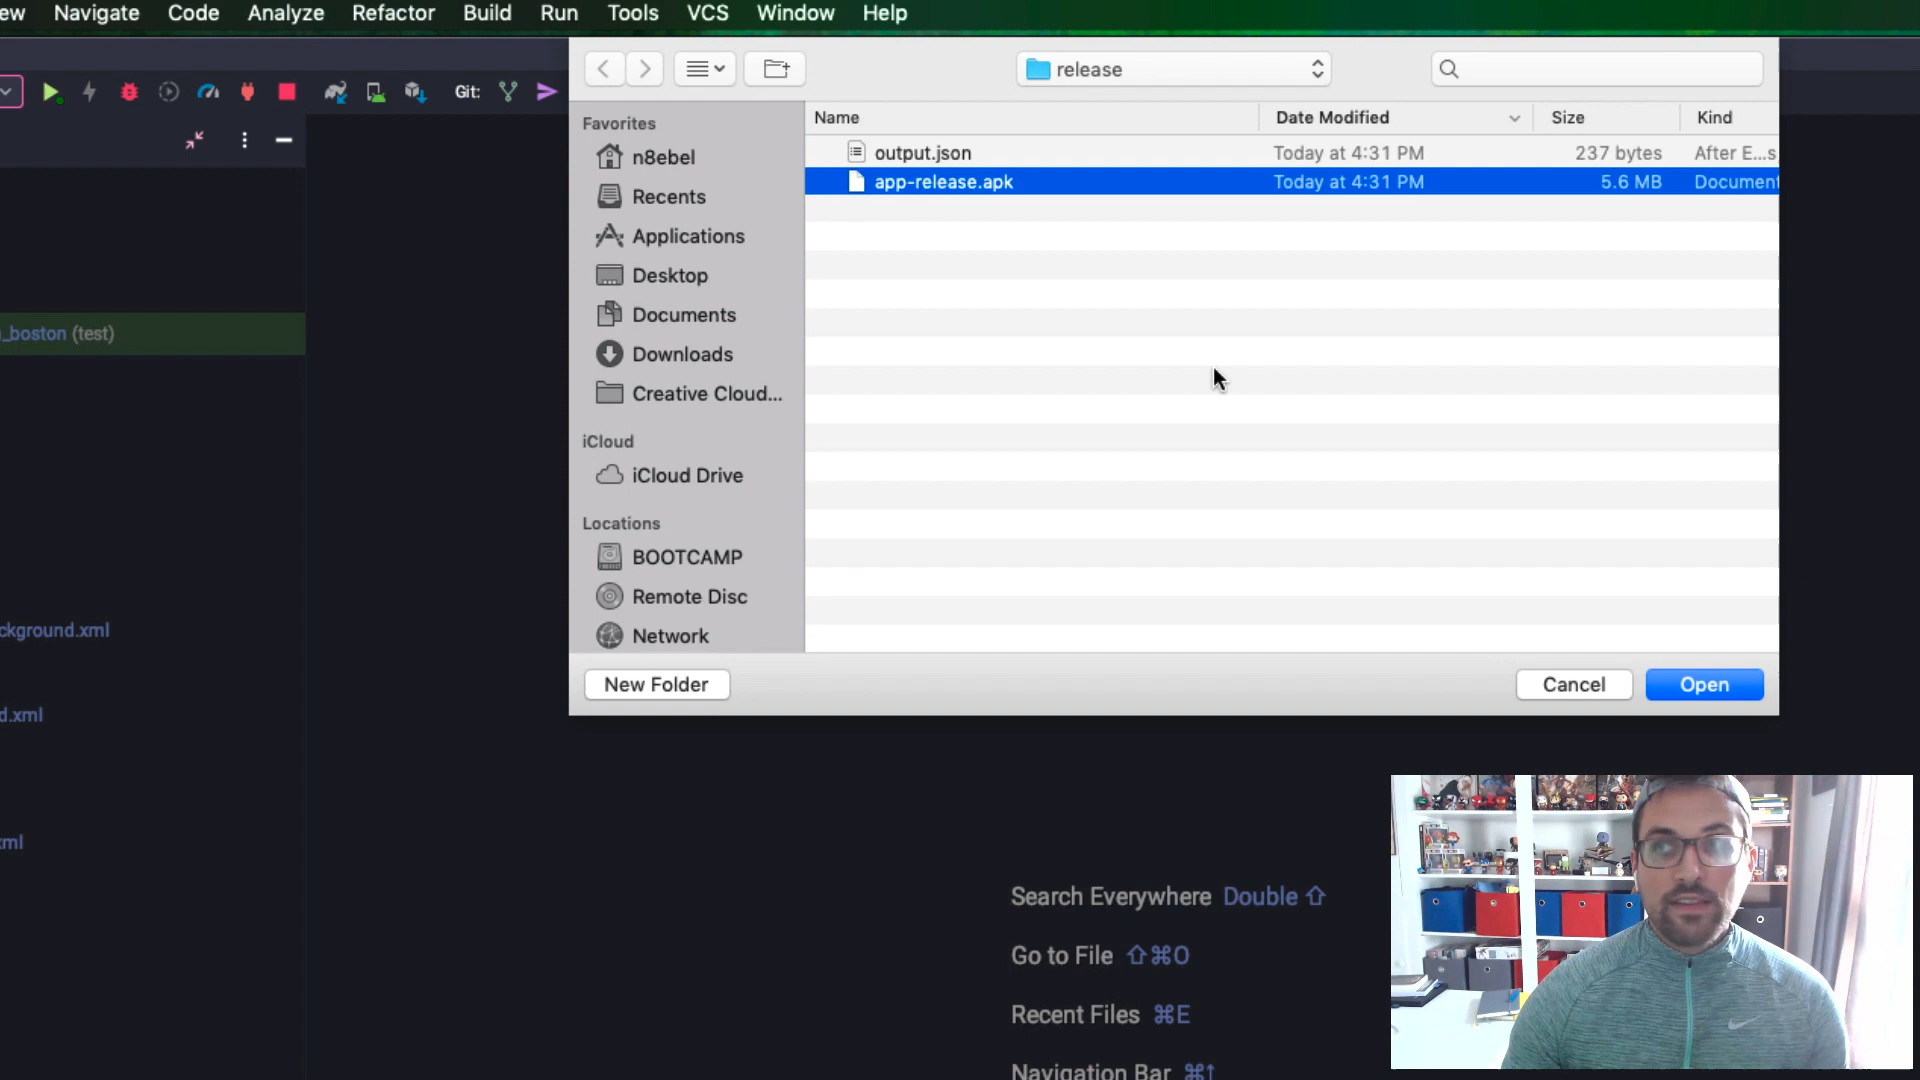 ew Navigate Code Analyze Refactor Build Run Tools VCS Window Help
Git:
release
Favorites
n8ebel
Recents
Applications
Desktop
Documents
Downloads
Creative Cloud...
iCloud
iCloud Drive
Locations
BOOTCAMP
Remote Disc
Network
Name Date Modified Size Kind
output.json Today at 4:31 PM 237 bytes After E...s
app-release.apk Today at 4:31 PM 5.6 MB Document
New Folder Cancel Open
_boston (test)
ckground.xml
d.xml
ml
Search Everywhere Double ⇧
Go to File ⇧⌘O
Recent Files ⌘E
Navigation Bar ⌘↑